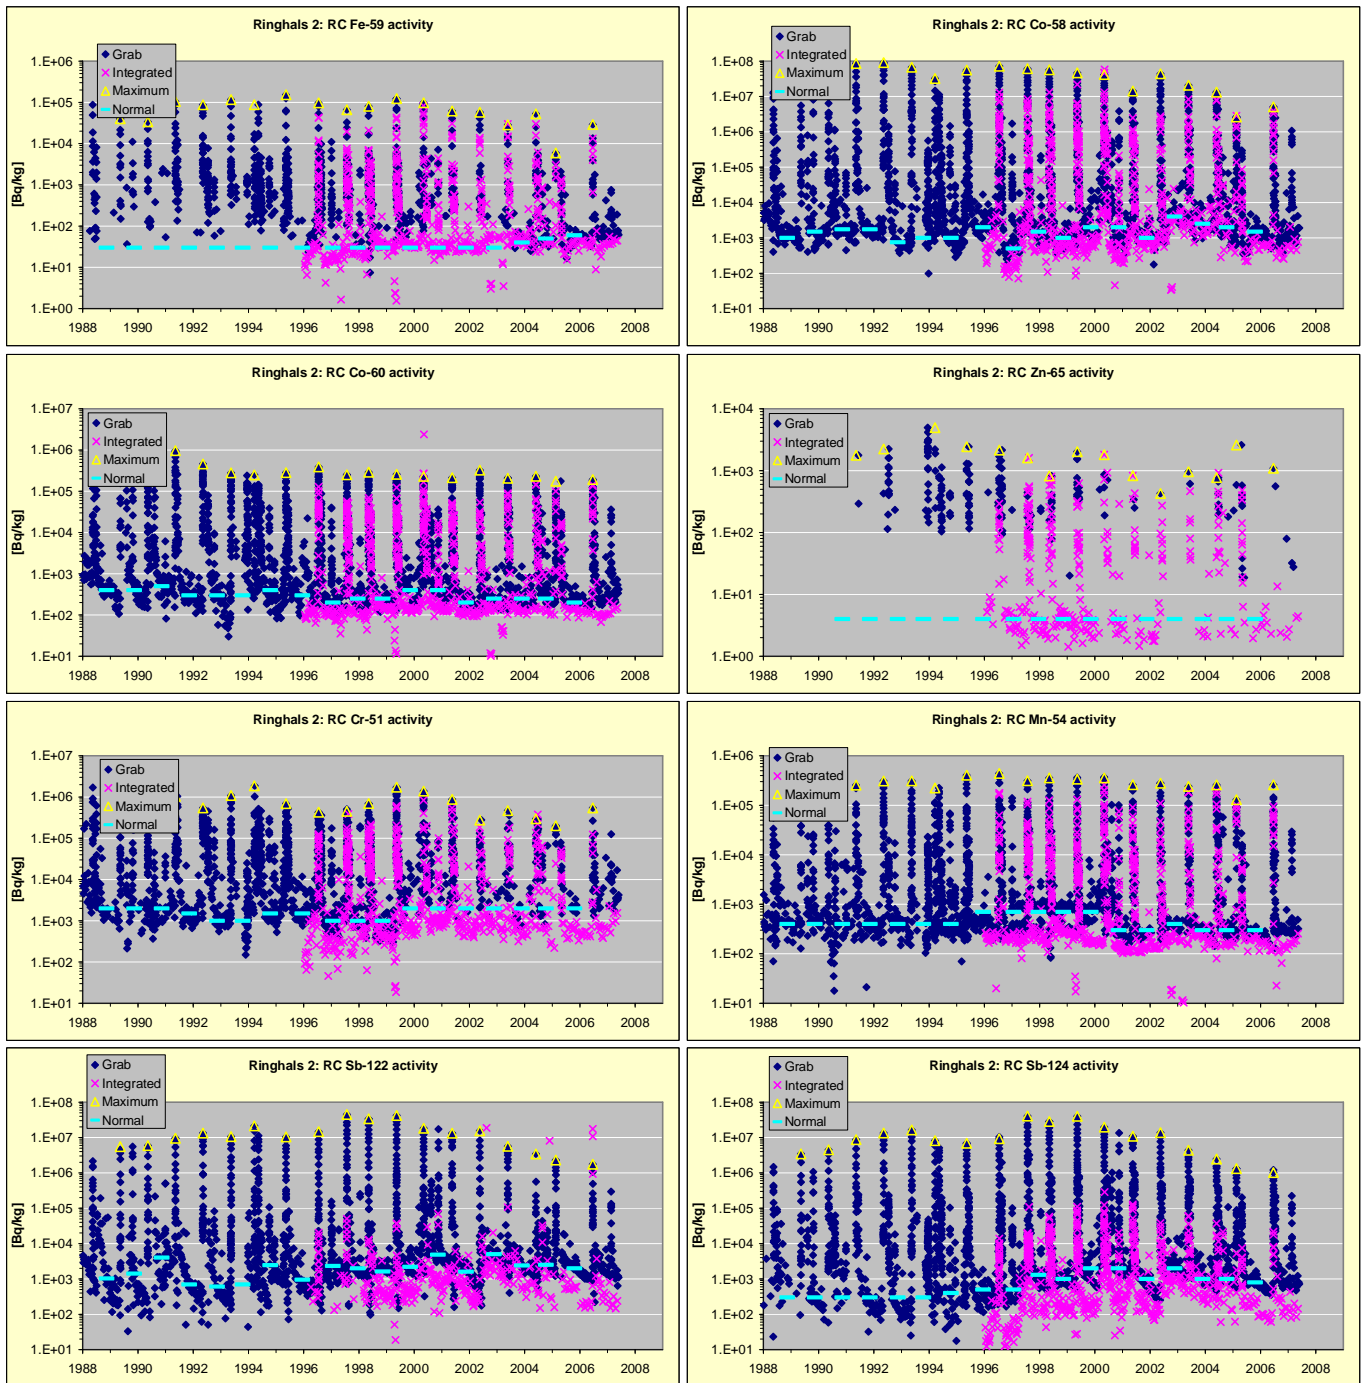 Ringhals 2: RC Fe-59 activity
Grab
Integrated
Maximum
Normal
[Bq/kg]
1.E+06
1.E+05
1.E+04
1.E+03
1.E+02
1.E+01
1.E+00
1988 1990 1992 1994 1996 1998 2000 2002 2004 2006 2008
Ringhals 2: RC Co-58 activity
Grab
Integrated
Maximum
Normal
[Bq/kg]
1.E+08
1.E+07
1.E+06
1.E+05
1.E+04
1.E+03
1.E+02
1.E+01
1988 1990 1992 1994 1996 1998 2000 2002 2004 2006 2008
Ringhals 2: RC Co-60 activity
Grab
Integrated
Maximum
Normal
[Bq/kg]
1.E+07
1.E+06
1.E+05
1.E+04
1.E+03
1.E+02
1.E+01
1988 1990 1992 1994 1996 1998 2000 2002 2004 2006 2008
Ringhals 2: RC Zn-65 activity
Grab
Integrated
Maximum
Normal
[Bq/kg]
1.E+04
1.E+03
1.E+02
1.E+01
1.E+00
1988 1990 1992 1994 1996 1998 2000 2002 2004 2006 2008
Ringhals 2: RC Cr-51 activity
Grab
Integrated
Maximum
Normal
[Bq/kg]
1.E+07
1.E+06
1.E+05
1.E+04
1.E+03
1.E+02
1.E+01
1988 1990 1992 1994 1996 1998 2000 2002 2004 2006 2008
Ringhals 2: RC Mn-54 activity
Grab
Integrated
Maximum
Normal
[Bq/kg]
1.E+06
1.E+05
1.E+04
1.E+03
1.E+02
1.E+01
1988 1990 1992 1994 1996 1998 2000 2002 2004 2006 2008
Ringhals 2: RC Sb-122 activity
Grab
Integrated
Maximum
Normal
[Bq/kg]
1.E+08
1.E+07
1.E+06
1.E+05
1.E+04
1.E+03
1.E+02
1.E+01
1988 1990 1992 1994 1996 1998 2000 2002 2004 2006 2008
Ringhals 2: RC Sb-124 activity
Grab
Integrated
Maximum
Normal
[Bq/kg]
1.E+08
1.E+07
1.E+06
1.E+05
1.E+04
1.E+03
1.E+02
1.E+01
1988 1990 1992 1994 1996 1998 2000 2002 2004 2006 2008